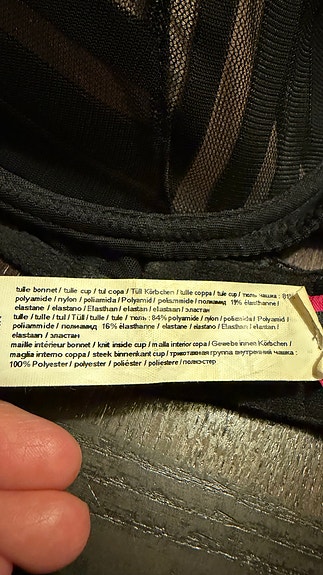 tulle bonnet / tulle cup / tul copa / Tüll Körbchen / tulle coppa / tule cup / тюль чашка : 81%
polyamide / nylon / poliamida / Polyamid / poliammide / полиамид 19% élasthanne /
elastane / elastano / Elasthan / elastan / elastaan / эластан
tulle / tulle / tul / Tüll / tulle / tule / тюль : 84% polyamide / nylon / poliamida / Polyamid /
poliammide / полиамид 16% élasthanne / elastane / elastano / Elasthan / elastan /
elastaan / эластан
maille intérieur bonnet / knit inside cup / malla interior copa / Gewebe innen Körbchen /
maglia interno coppa / steek binnenkant cup / трикотажная группа внутренний чашка :
100% Polyester / polyester / poliéster / poliestere / полиэстер